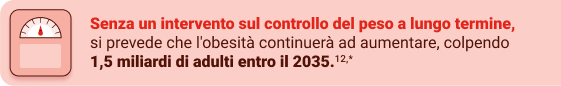 Senza un intervento sul controllo del peso a lungo termine,
si prevede che l'obesità continuerà ad aumentare, colpendo
1,5 miliardi di adulti entro il 2035.12,*